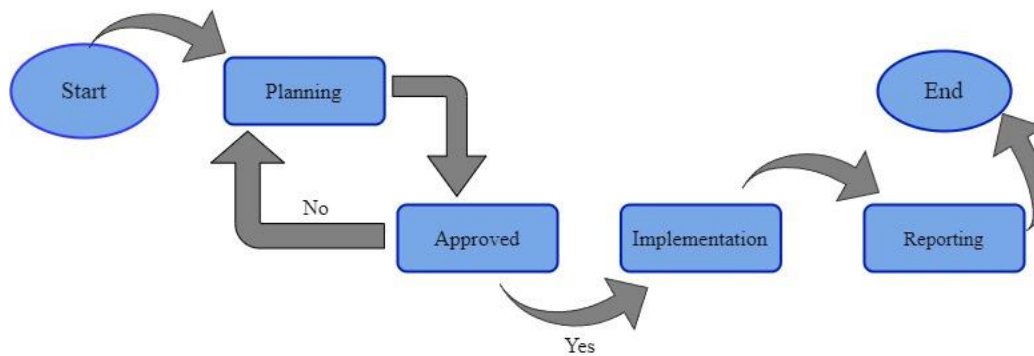 Start
Planning
End
No
Approved
Implementation
Reporting
Yes